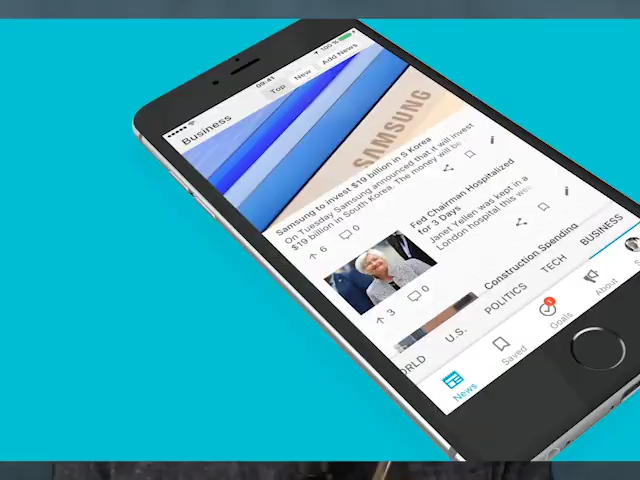 09:41
100 %
Business
Top
New
Add News
SAMSUNG
Samsung to invest $19 billion in S Korea
On Tuesday Samsung announced that it will invest
$19 billion in South Korea. The money will be
6
0
Fed Chairman Hospitalized
for 3 Days
Janet Yellen was kept in a
London hospital this
3
0
Construction Spending
U.S.
POLITICS
TECH
BUSINESS
News
Saved
1
Goals
About